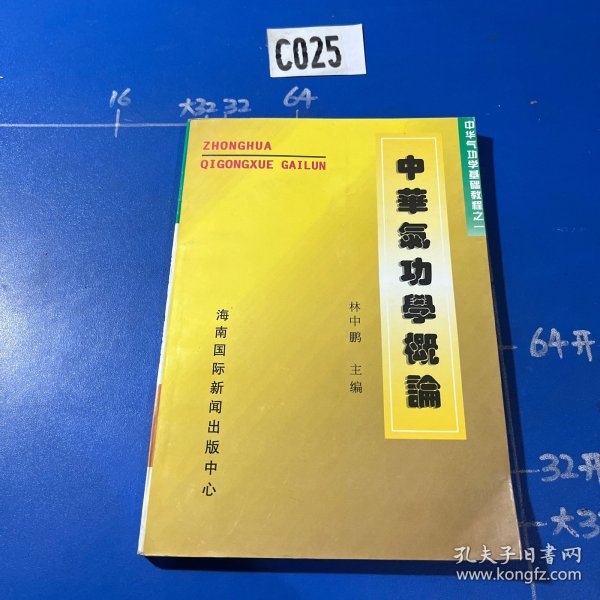 C025
16
大32
32
64
ZHONGHUA
QIGONGXUE GAILUN
中华气功学基础教程之一
中華氣功學概論
林中鹏 主编
海南国际新闻出版中心
64开
32开
大3
孔夫子旧书网
www.kongfz.com